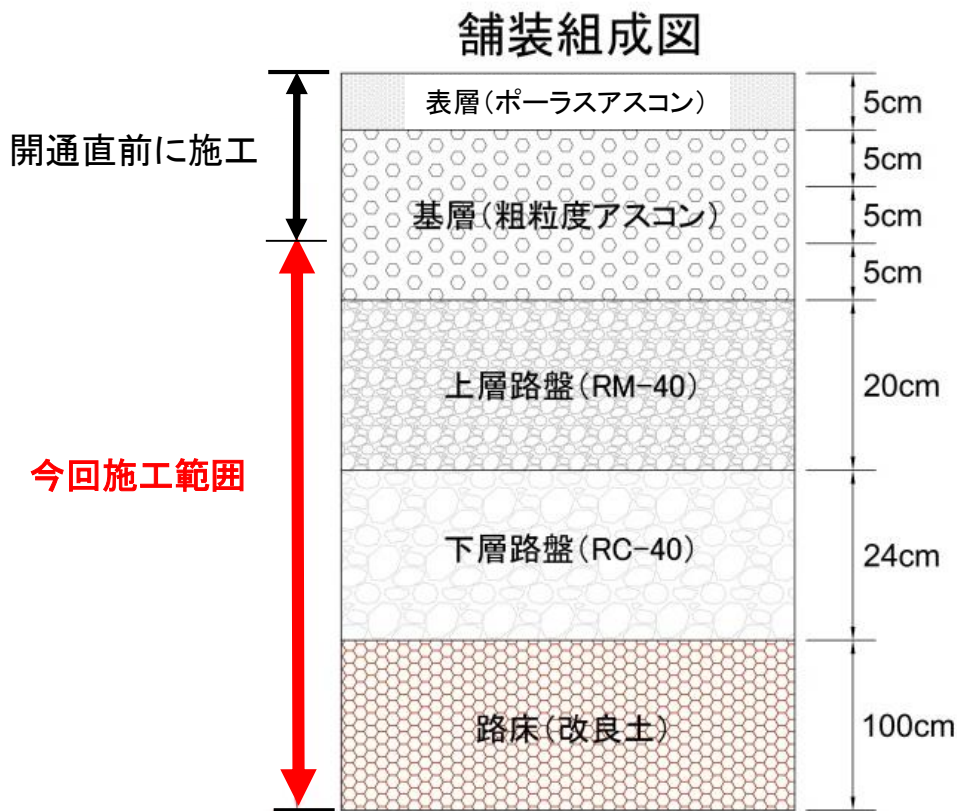 舗装組成図
表層(ポーラスアスコン)
5cm
開通直前に施工
5cm
基層(粗粒度アスコン)
5cm
5cm
上層路盤(RM-40)
20cm
今回施工範囲
下層路盤(RC-40)
24cm
路床(改良土)
100cm